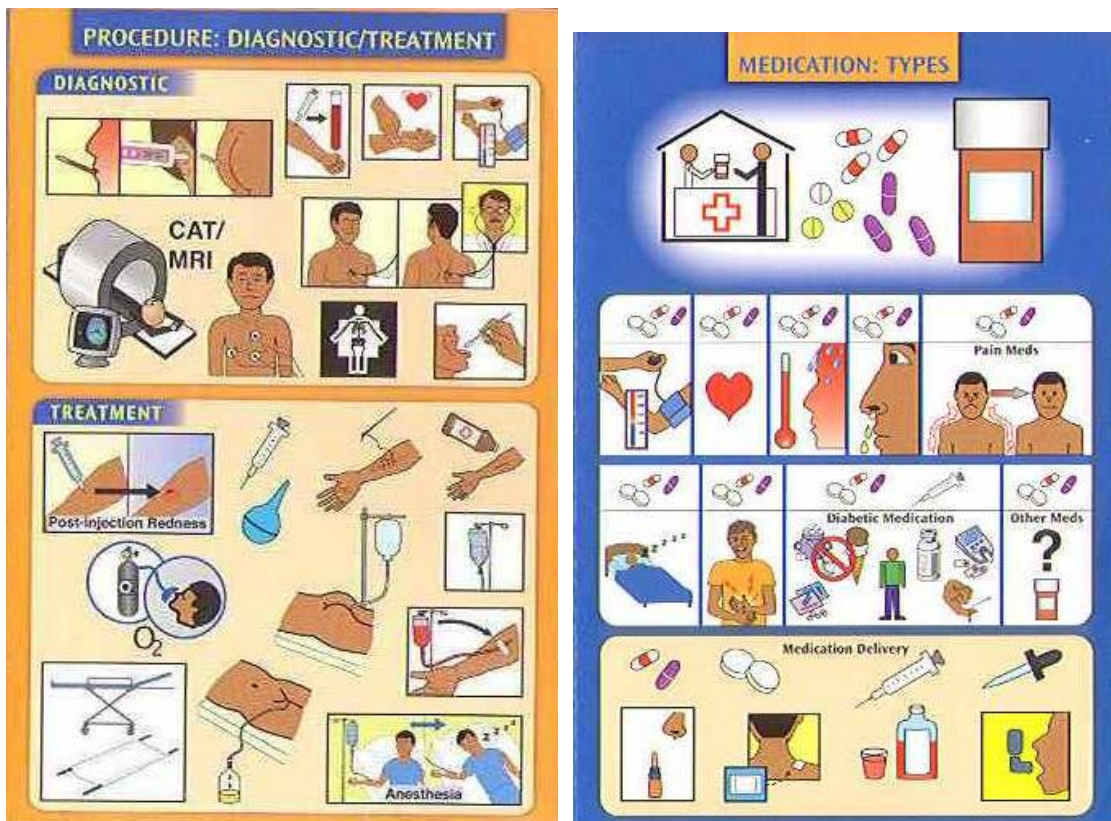 PROCEDURE: DIAGNOSTIC/TREATMENT
DIAGNOSTIC
CAT/
MRI
TREATMENT
Post-Injection Redness
O₂
z z z z
Anesthesia
MEDICATION: TYPES
Pain Meds
z z z z
Diabetic Medication
Other Meds
?
Medication Delivery